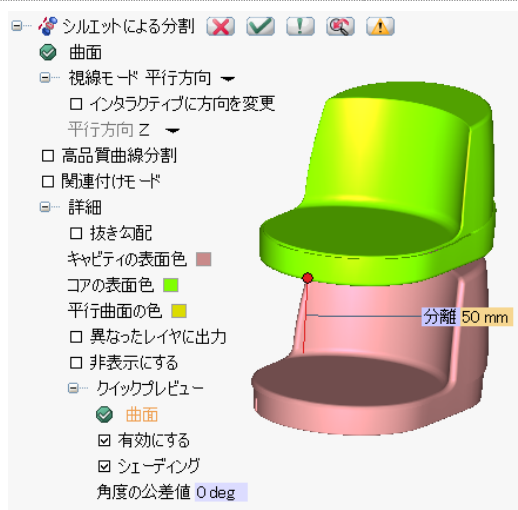 シルエットによる分割
曲面
視線モード 平行方向
インタラクティブに方向を変更
平行方向 Z
高品質曲線分割
関連付けモード
詳細
抜き勾配
キャビティの表面色
コアの表面色
平行曲面の色
異なったレイヤに出力
非表示にする
クイックプレビュー
曲面
有効にする
シェーディング
角度の公差値 0 deg
分離 50 mm